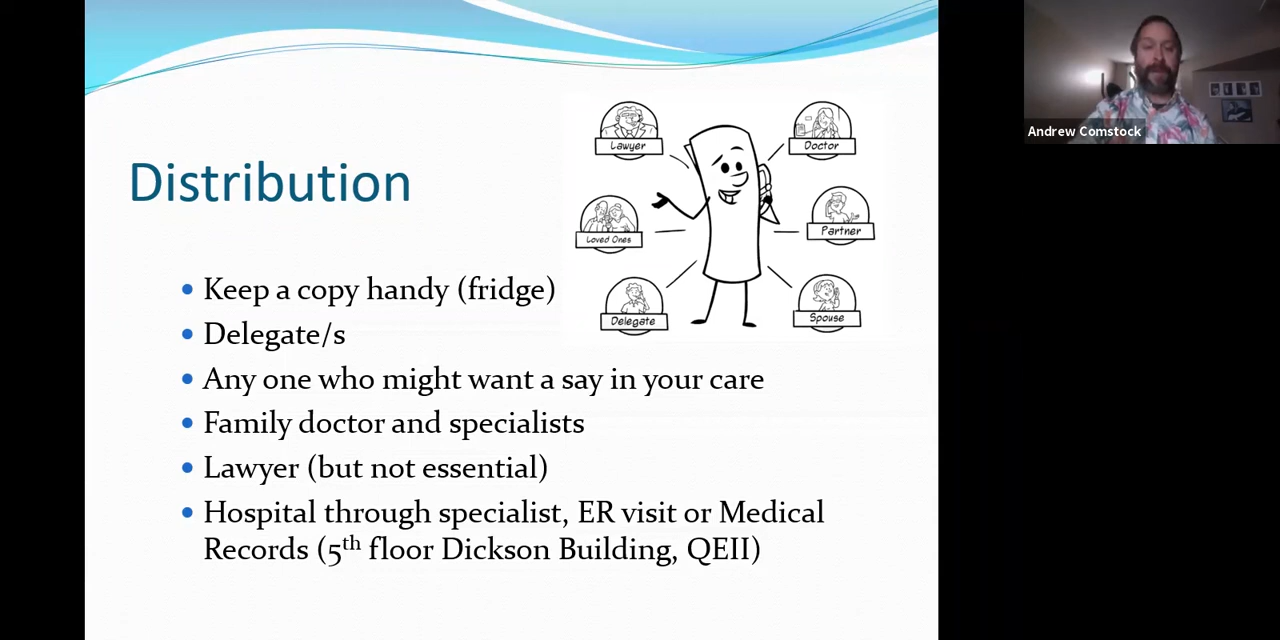 Andrew Comstock
Lawyer
Doctor
Distribution
Loved Ones
Partner
Delegate
Spouse
• Keep a copy handy (fridge)
• Delegate/s
• Any one who might want a say in your care
• Family doctor and specialists
• Lawyer (but not essential)
• Hospital through specialist, ER visit or Medical
Records (5th floor Dickson Building, QEII)